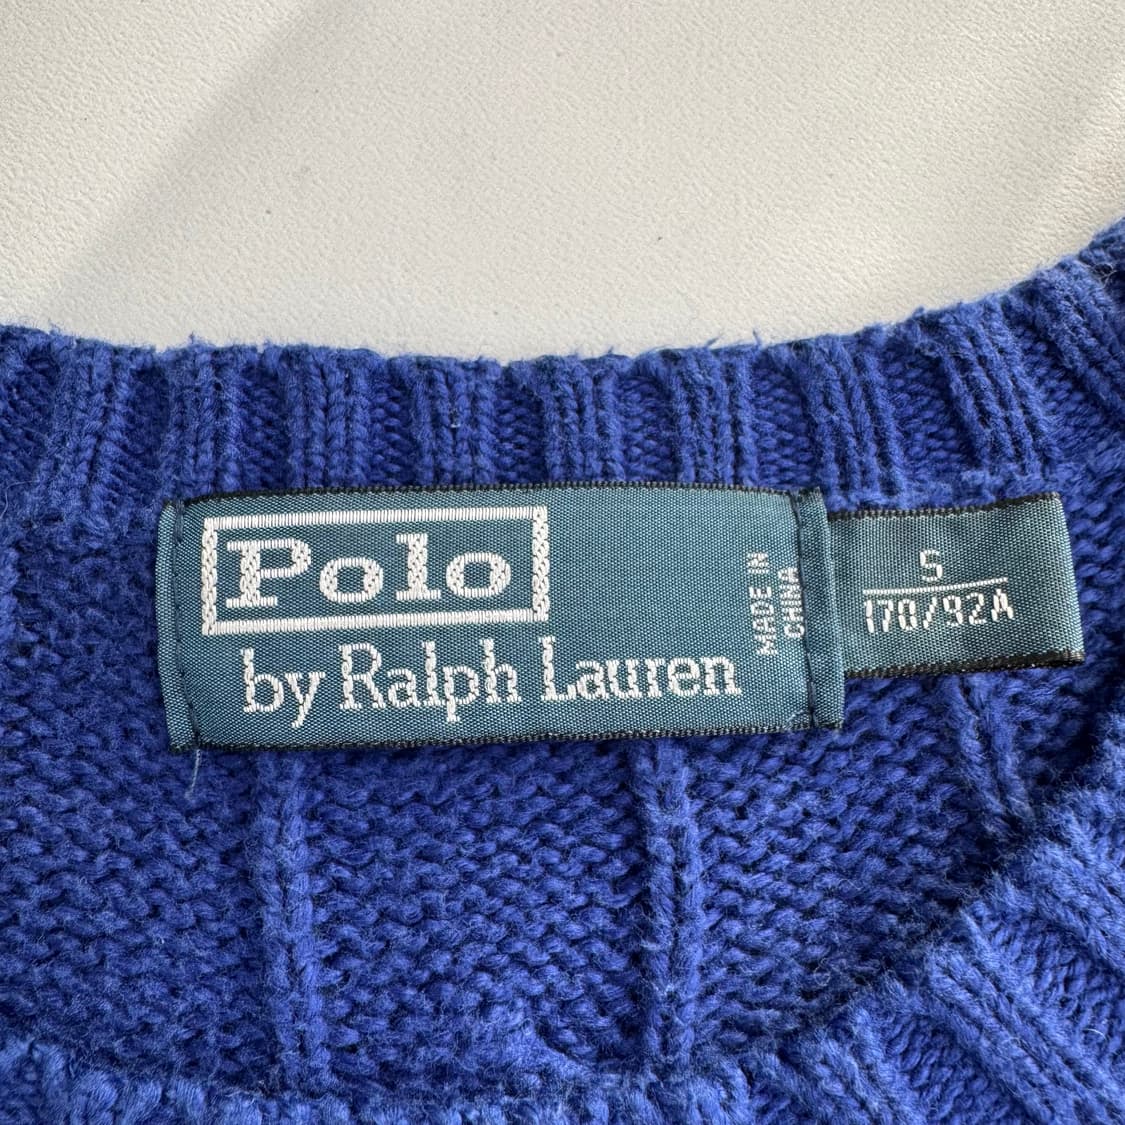 Polo
by Ralph Lauren
MADE IN
CHINA
S
170/92A